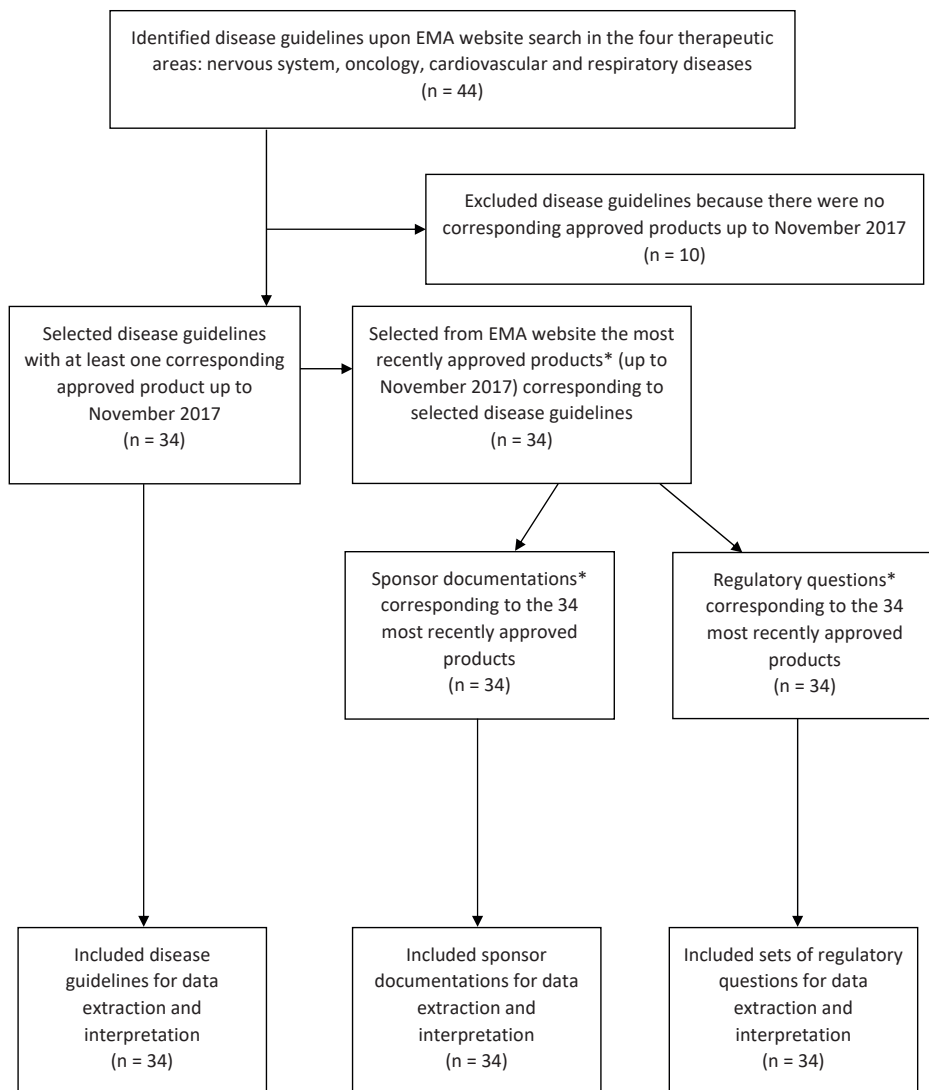 Identified disease guidelines upon EMA website search in the four therapeutic
areas: nervous system, oncology, cardiovascular and respiratory diseases
(n = 44)
Excluded disease guidelines because there were no
corresponding approved products up to November 2017
(n = 10)
Selected disease guidelines
with at least one corresponding
approved product up to
November 2017
(n = 34)
Selected from EMA website the most
recently approved products* (up
to November 2017) corresponding to
selected disease guidelines
(n = 34)
Sponsor documentations*
corresponding to the 34
most recently approved
products
(n = 34)
Regulatory questions*
corresponding to the 34
most recently approved
products
(n = 34)
Included disease
guidelines for data
extraction and
interpretation
(n = 34)
Included sponsor
documentations for data
extraction and
interpretation
(n = 34)
Included sets of regulatory
questions for data
extraction and
interpretation
(n = 34)